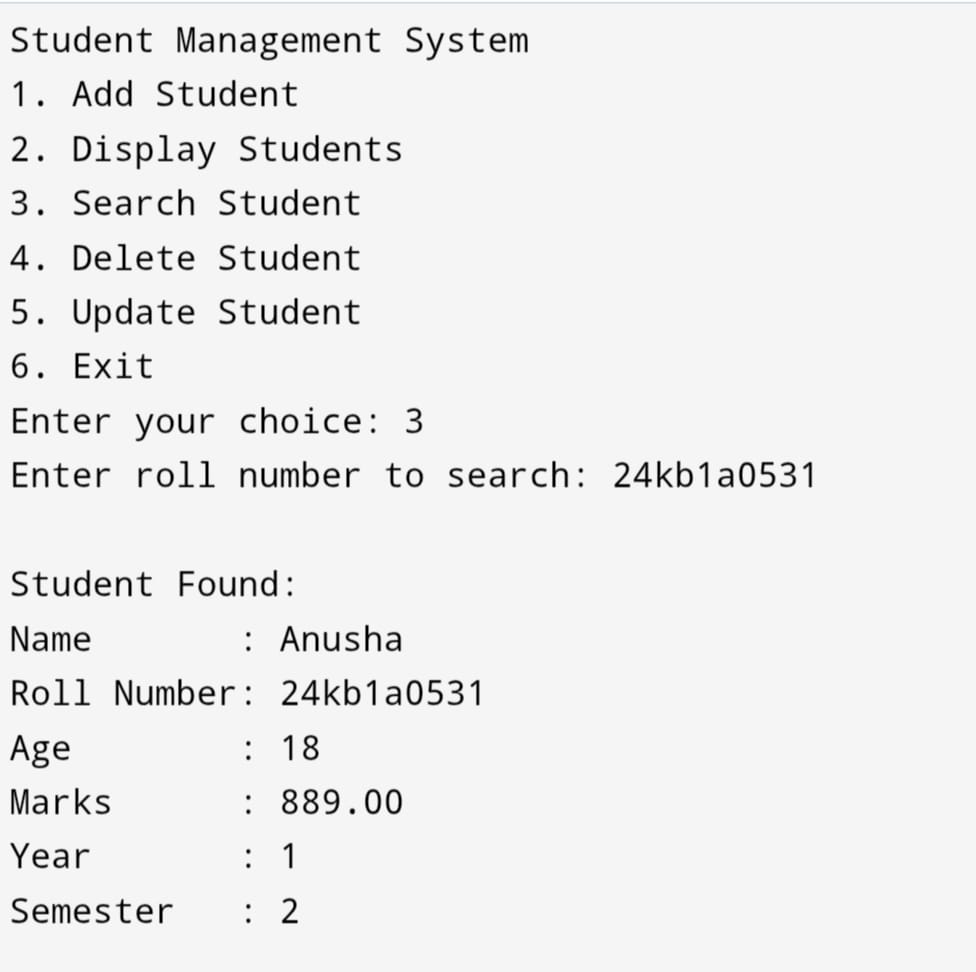 Student Management System
1. Add Student
2. Display Students
3. Search Student
4. Delete Student
5. Update Student
6. Exit
Enter your choice: 3
Enter roll number to search: 24kb1a0531
Student Found:
Name : Anusha
Roll Number: 24kb1a0531
Age : 18
Marks : 889.00
Year : 1
Semester : 2